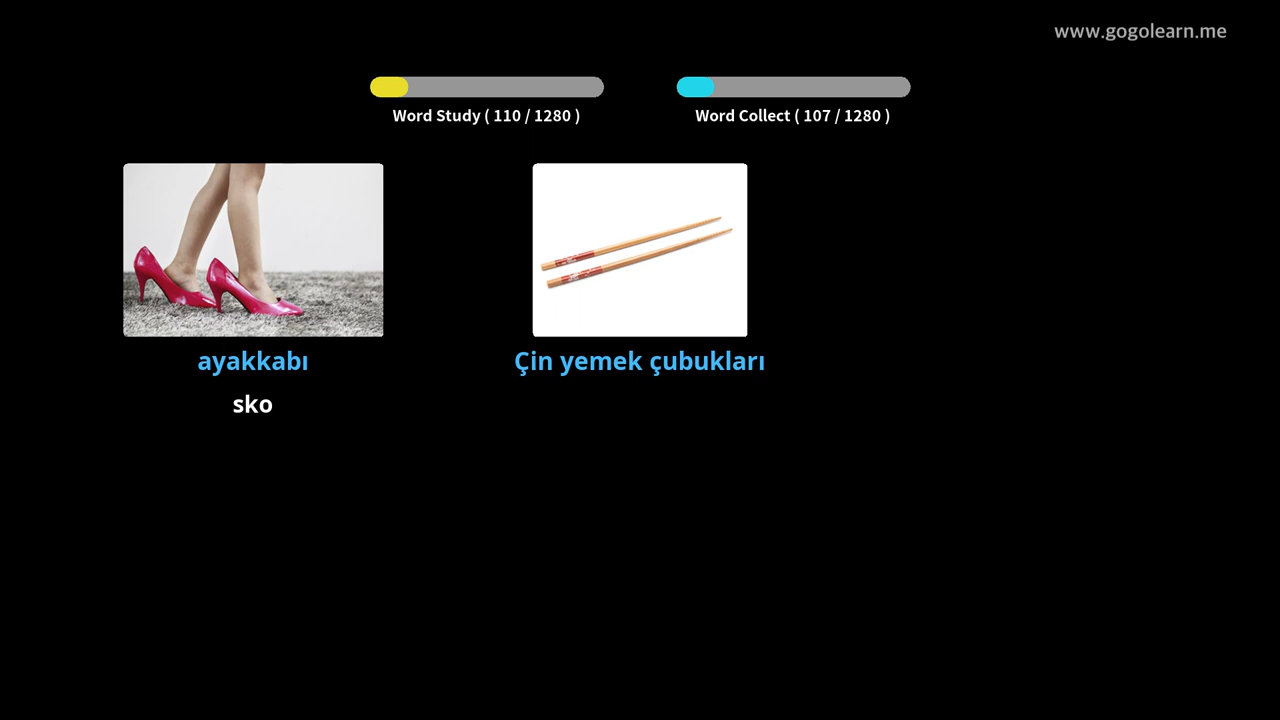 www.gogolearn.me
Word Study ( 110 / 1280 )
Word Collect ( 107 / 1280 )
ayakkabı
Çin yemek çubukları
sko